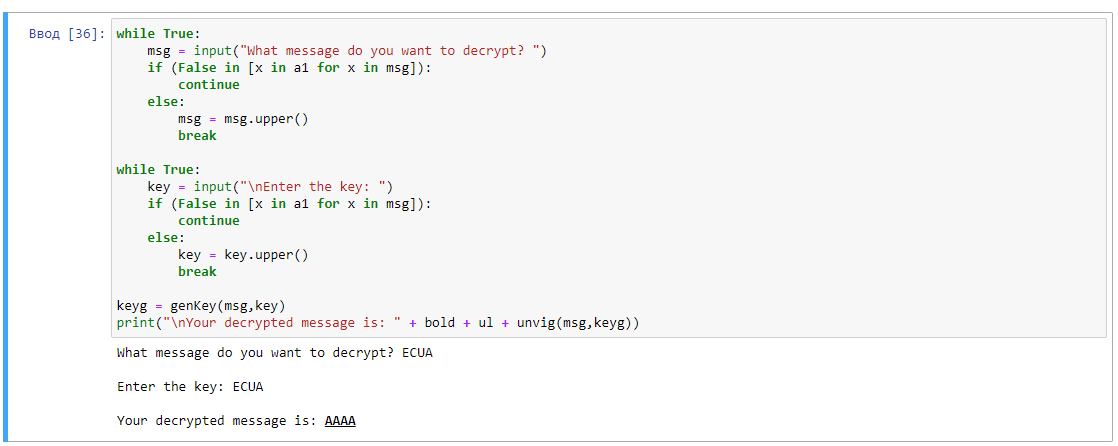 Ввод [36]: while True:
    msg = input("What message do you want to decrypt? ")
    if (False in [x in a1 for x in msg]):
        continue
    else:
        msg = msg.upper()
        break

while True:
    key = input("\nEnter the key: ")
    if (False in [x in a1 for x in msg]):
        continue
    else:
        key = key.upper()
        break

keyg = genKey(msg,key)
print("\nYour decrypted message is: " + bold + ul + unvig(msg,keyg))
What message do you want to decrypt? ECUA

Enter the key: ECUA

Your decrypted message is: AAAA